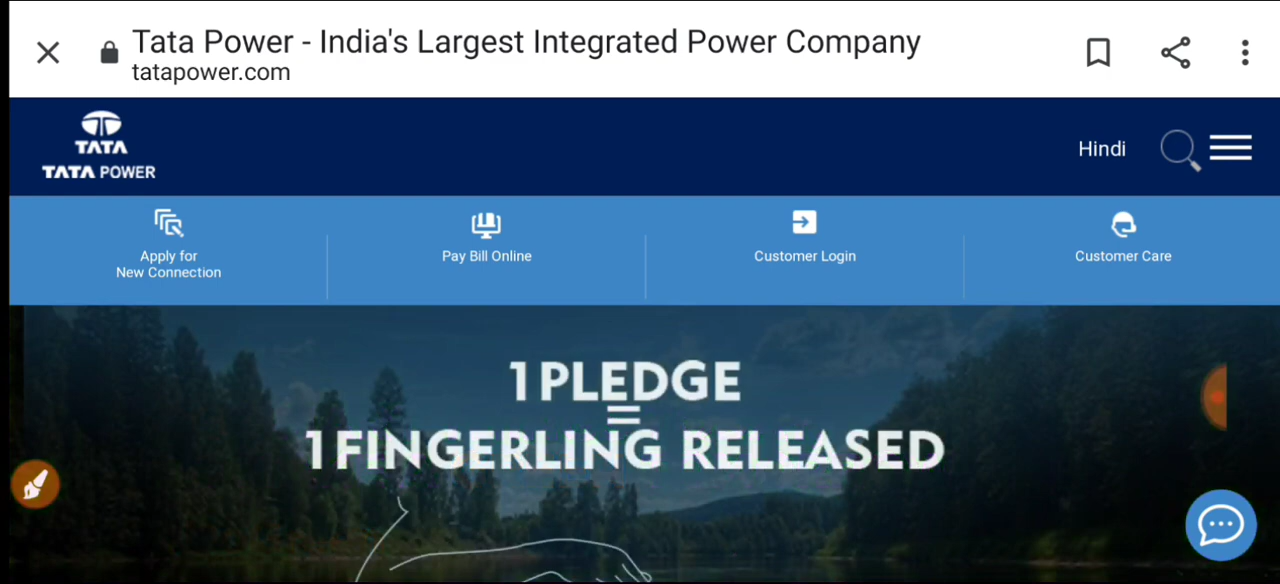 Tata Power - India's Largest Integrated Power Company
tatapower.com
TATA
TATA POWER
Hindi
Apply for
New Connection
Pay Bill Online
Customer Login
Customer Care
1 PLEDGE
=
1 FINGERLING RELEASED